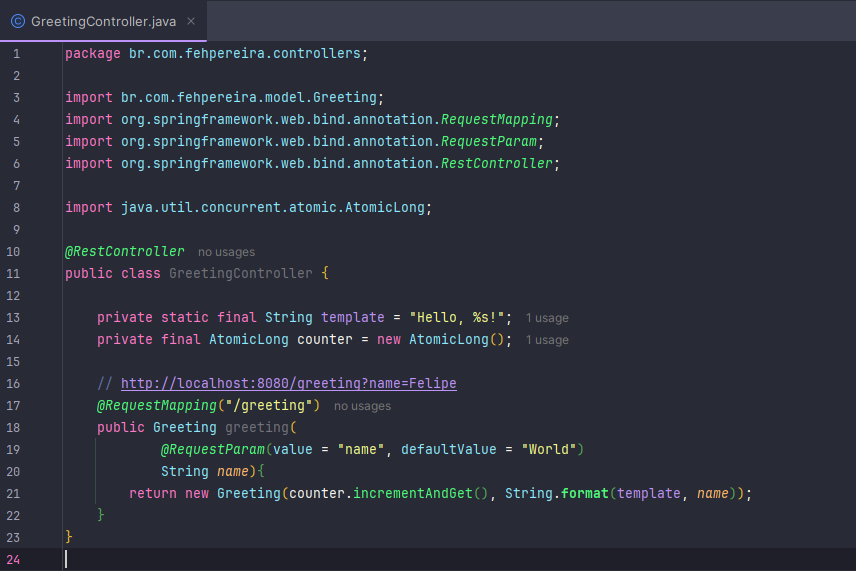 GreetingController.java
1 package br.com.fehpereira.controllers;
2
3 import br.com.fehpereira.model.Greeting;
4 import org.springframework.web.bind.annotation.RequestMapping;
5 import org.springframework.web.bind.annotation.RequestParam;
6 import org.springframework.web.bind.annotation.RestController;
7
8 import java.util.concurrent.atomic.AtomicLong;
9
10 @RestController no usages
11 public class GreetingController {
12
13     private static final String template = "Hello, %s!"; 1 usage
14     private final AtomicLong counter = new AtomicLong(); 1 usage
15
16     // http://localhost:8080/greeting?name=Felipe
17     @RequestMapping("/greeting") no usages
18     public Greeting greeting(
19             @RequestParam(value = "name", defaultValue = "World")
20             String name){
21         return new Greeting(counter.incrementAndGet(), String.format(template, name));
22     }
23 }
24